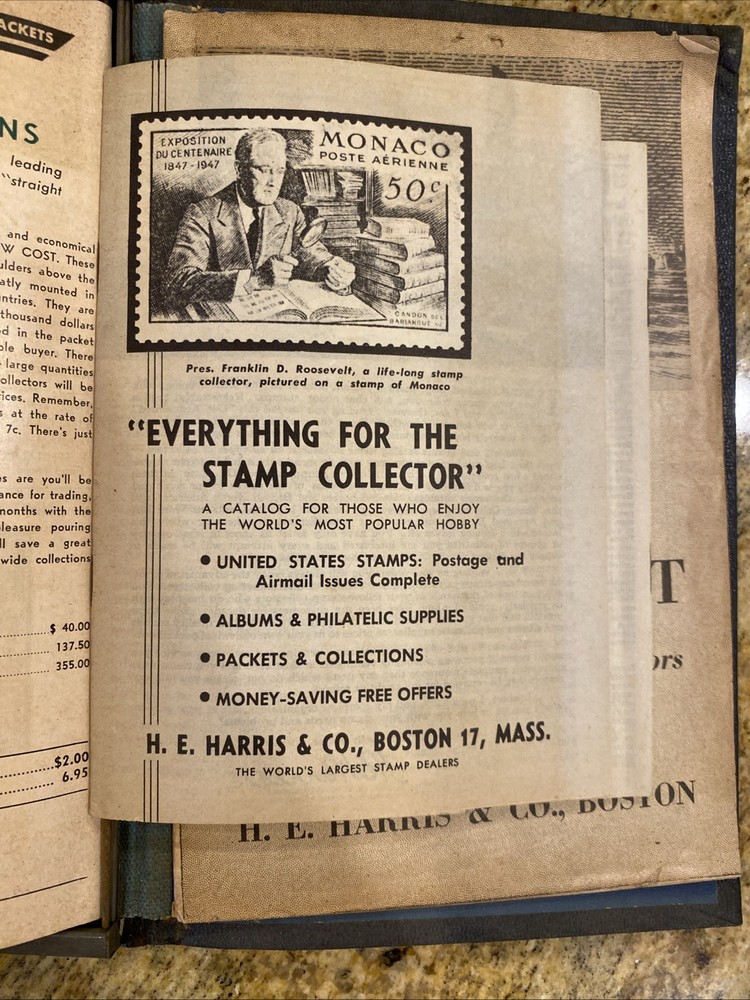 ACKETS
NS
leading
"straight
and economical
W COST. These
ulders above the
atly mounted in
ntries. They are
thousand dollars
d in the packet
ble buyer. There
large quantities
ollectors will be
ices. Remember,
s at the rate of
7c. There's just
s are you'll be
ance for trading,
months with the
leasure pouring
ll save a great
wide collections
$ 40.00
137.50
355.00
$2.00
6.95
EXPOSITION
DU CENTENAIRE
1847-1947
MONACO
POSTE AÉRIENNE
50c
Pres. Franklin D. Roosevelt, a life-long stamp
collector, pictured on a stamp of Monaco
"EVERYTHING FOR THE
STAMP COLLECTOR"
A CATALOG FOR THOSE WHO ENJOY
THE WORLD'S MOST POPULAR HOBBY
• UNITED STATES STAMPS: Postage and
Airmail Issues Complete
• ALBUMS & PHILATELIC SUPPLIES
• PACKETS & COLLECTIONS
• MONEY-SAVING FREE OFFERS
H. E. HARRIS & CO., BOSTON 17, MASS.
THE WORLD'S LARGEST STAMP DEALERS
T
ors
H. E. HARRIS & CO., BOSTON